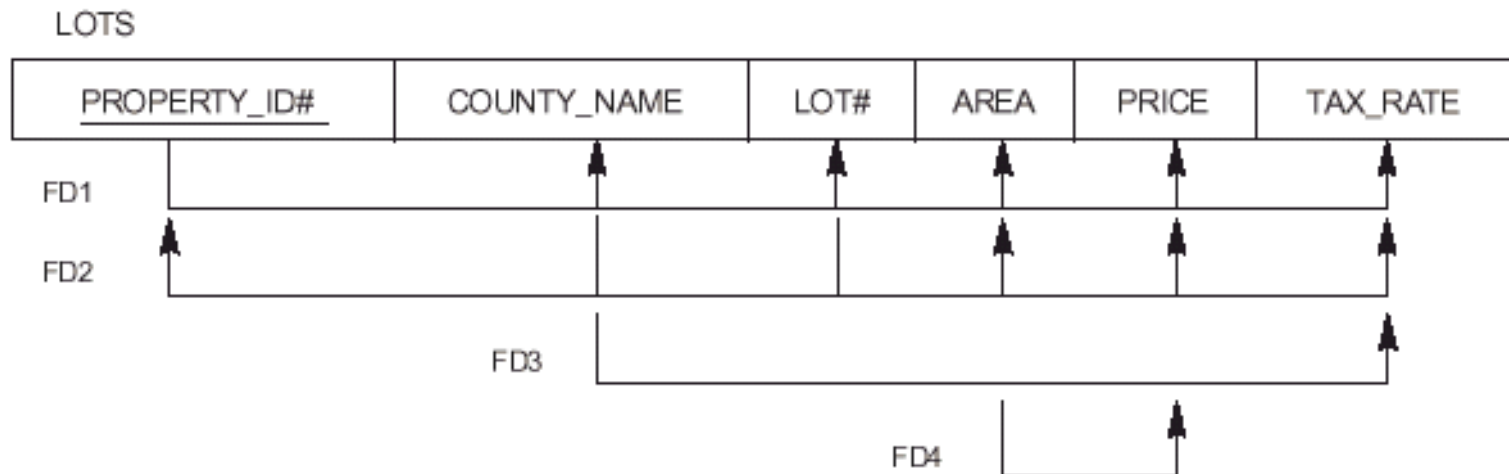 LOTS
PROPERTY_ID# COUNTY_NAME LOT# AREA PRICE TAX_RATE
FD1
FD2
FD3
FD4